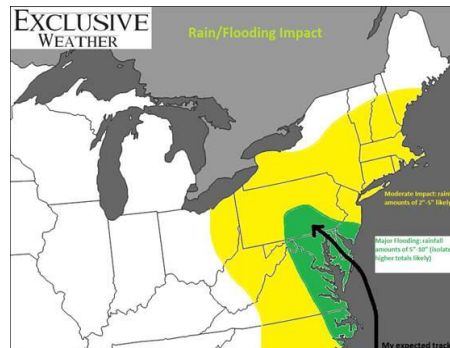 EXCLUSIVE
WEATHER
Rain/Flooding Impact
Moderate Impact: rain
amounts of 2"-5" likely
Major Flooding: rainfall
amounts of 5"-10" (isolate
higher totals likely)
My expected track